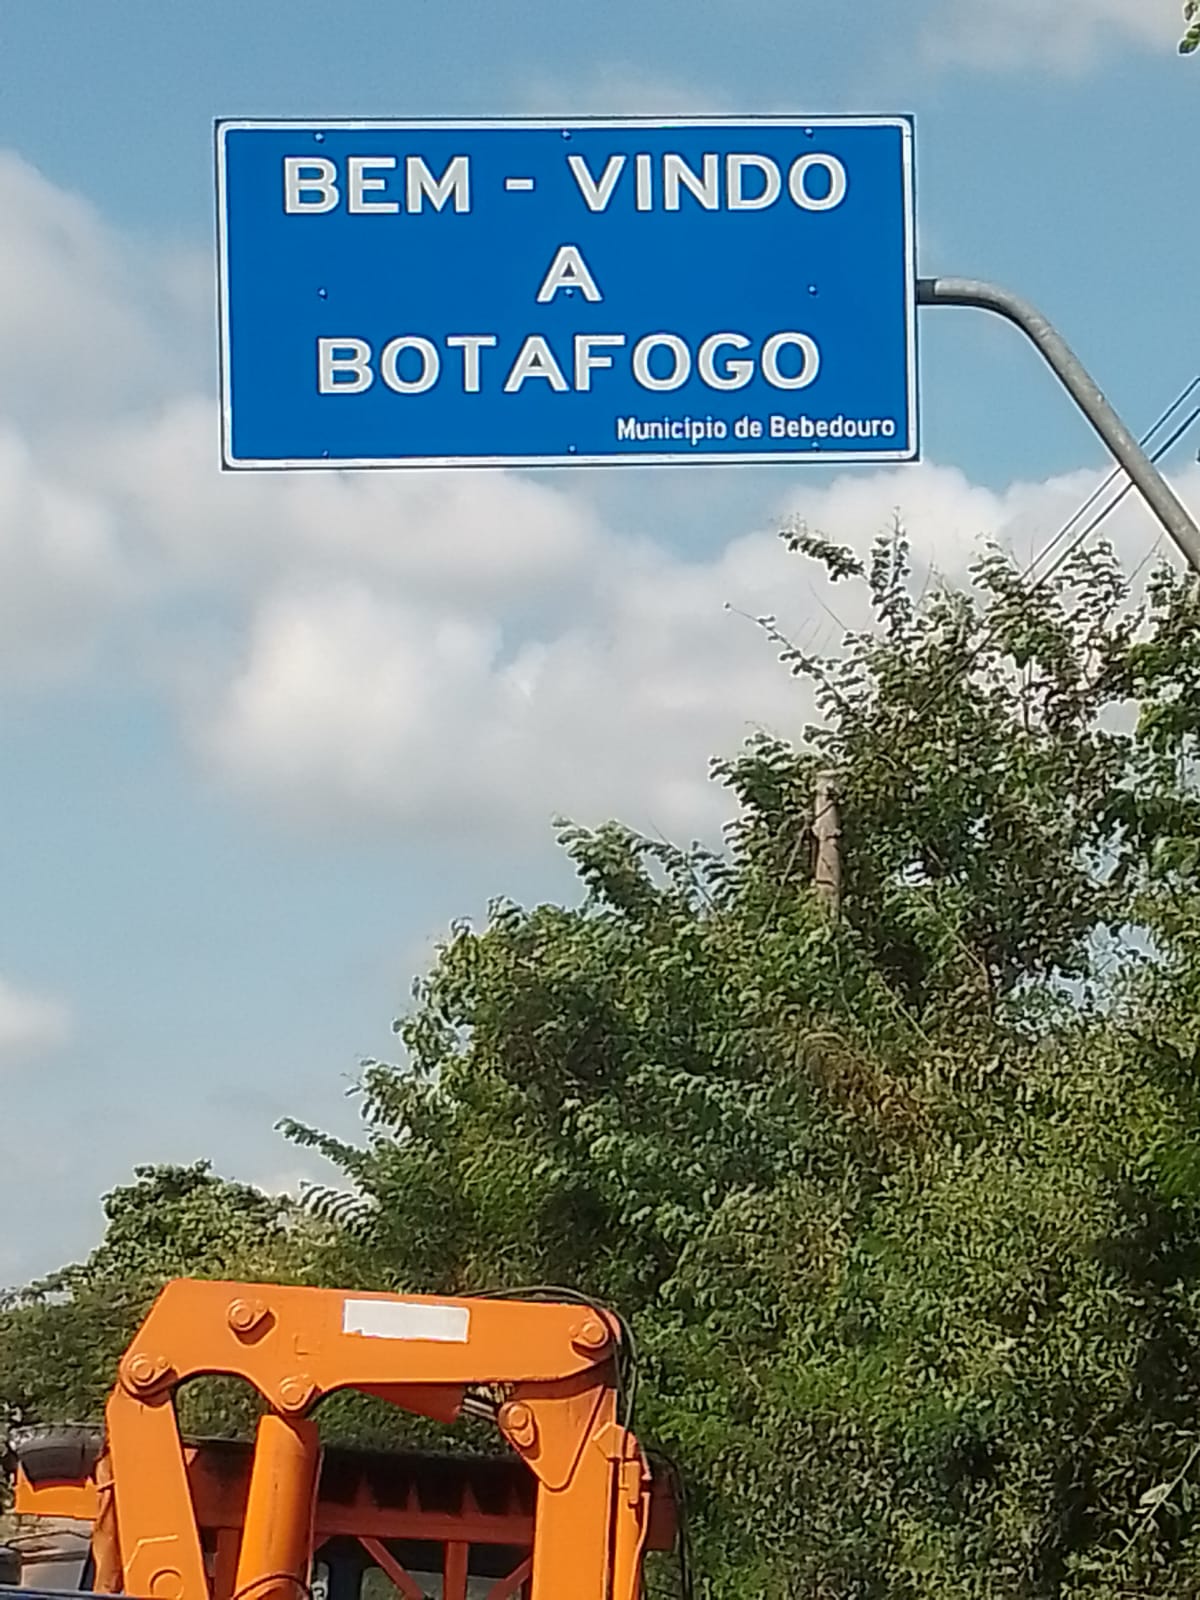 BEM - VINDO
A
BOTAFOGO
Município de Bebedouro